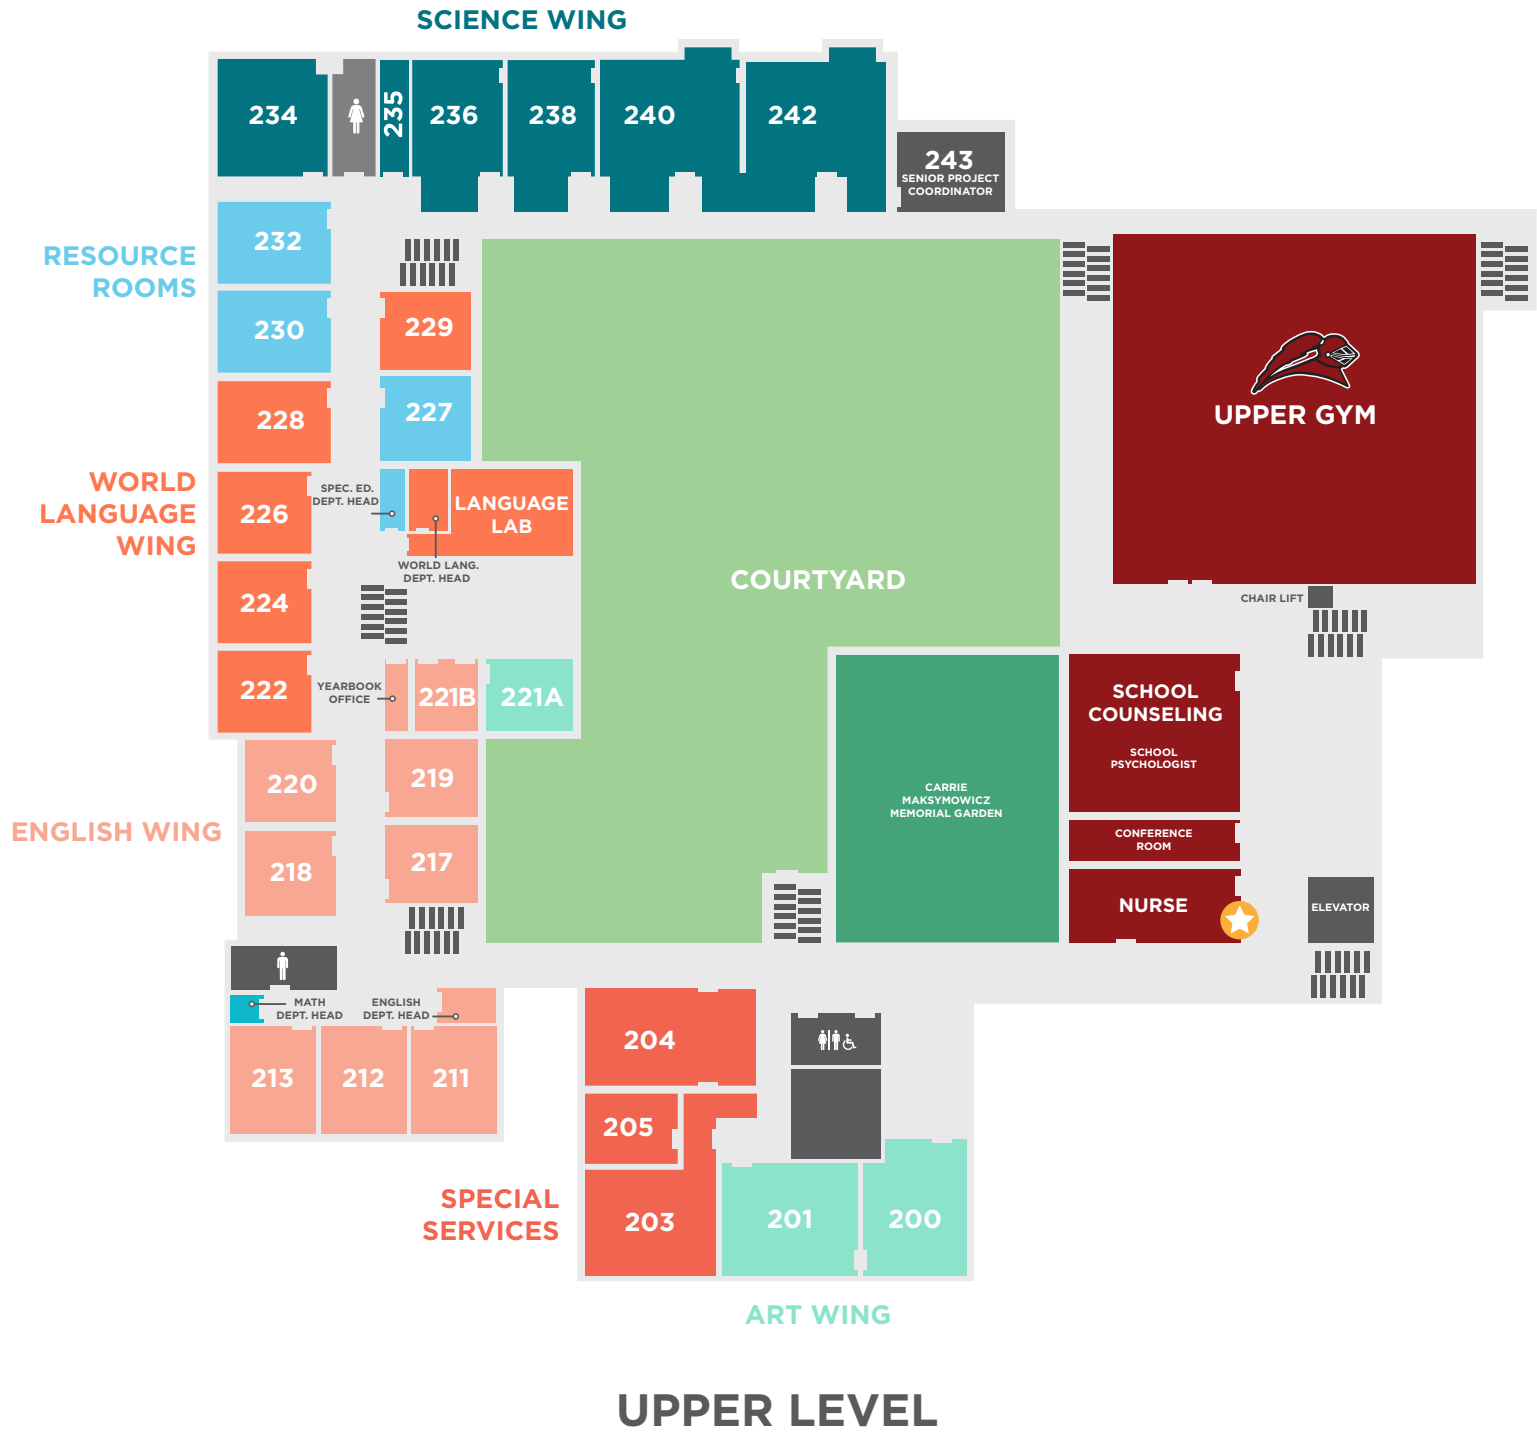 SCIENCE WING
234
235
236
238
240
242
243
SENIOR PROJECT
COORDINATOR
RESOURCE
ROOMS
232
230
229
227
228
UPPER GYM
WORLD
LANGUAGE
WING
226
224
222
SPEC. ED.
DEPT. HEAD
LANGUAGE
LAB
WORLD LANG.
DEPT. HEAD
COURTYARD
CHAIR LIFT
YEARBOOK
OFFICE
221B
221A
SCHOOL
COUNSELING
SCHOOL
PSYCHOLOGIST
CARRIE
MAKSYMOWICZ
MEMORIAL GARDEN
CONFERENCE
ROOM
NURSE
ELEVATOR
ENGLISH WING
220
219
218
217
MATH
DEPT. HEAD
ENGLISH
DEPT. HEAD
213
212
211
204
205
203
SPECIAL
SERVICES
201
200
ART WING
UPPER LEVEL